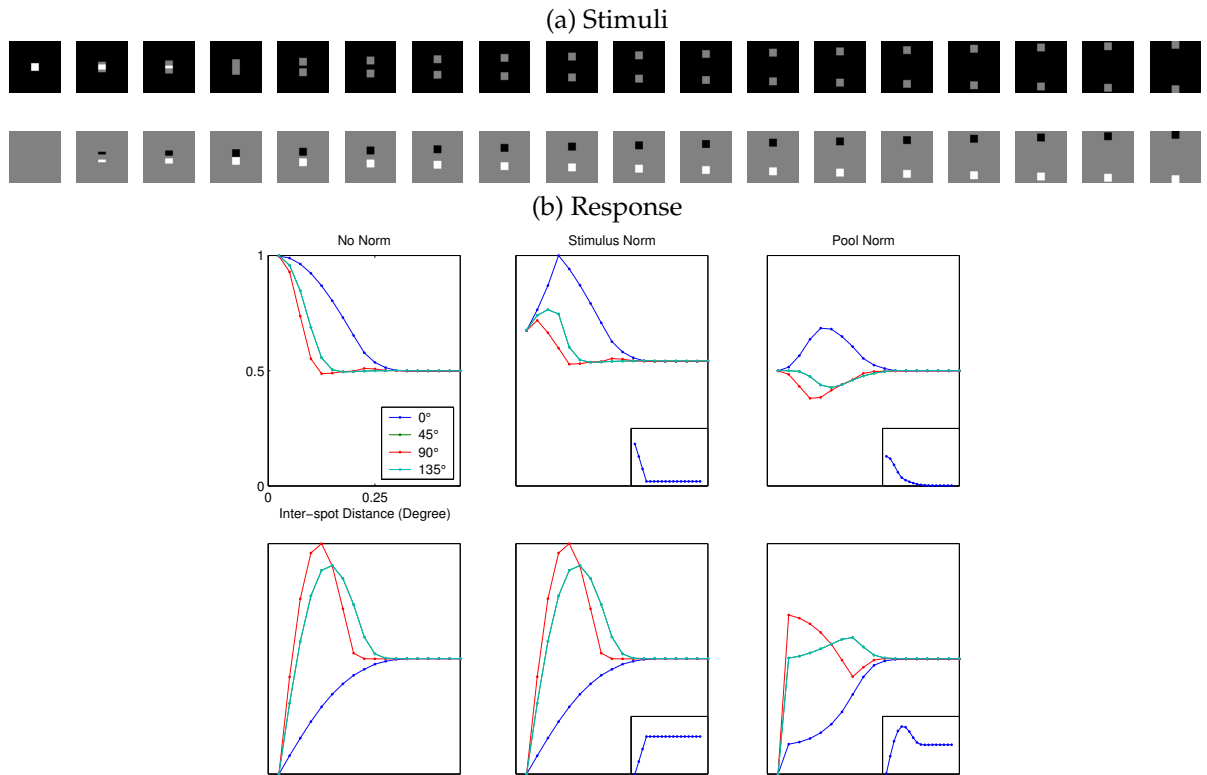 (a) Stimuli
(b) Response
No Norm
Stimulus Norm
Pool Norm
1
0.5
0
0°
45°
90°
135°
0
0.25
Inter−spot Distance (Degree)